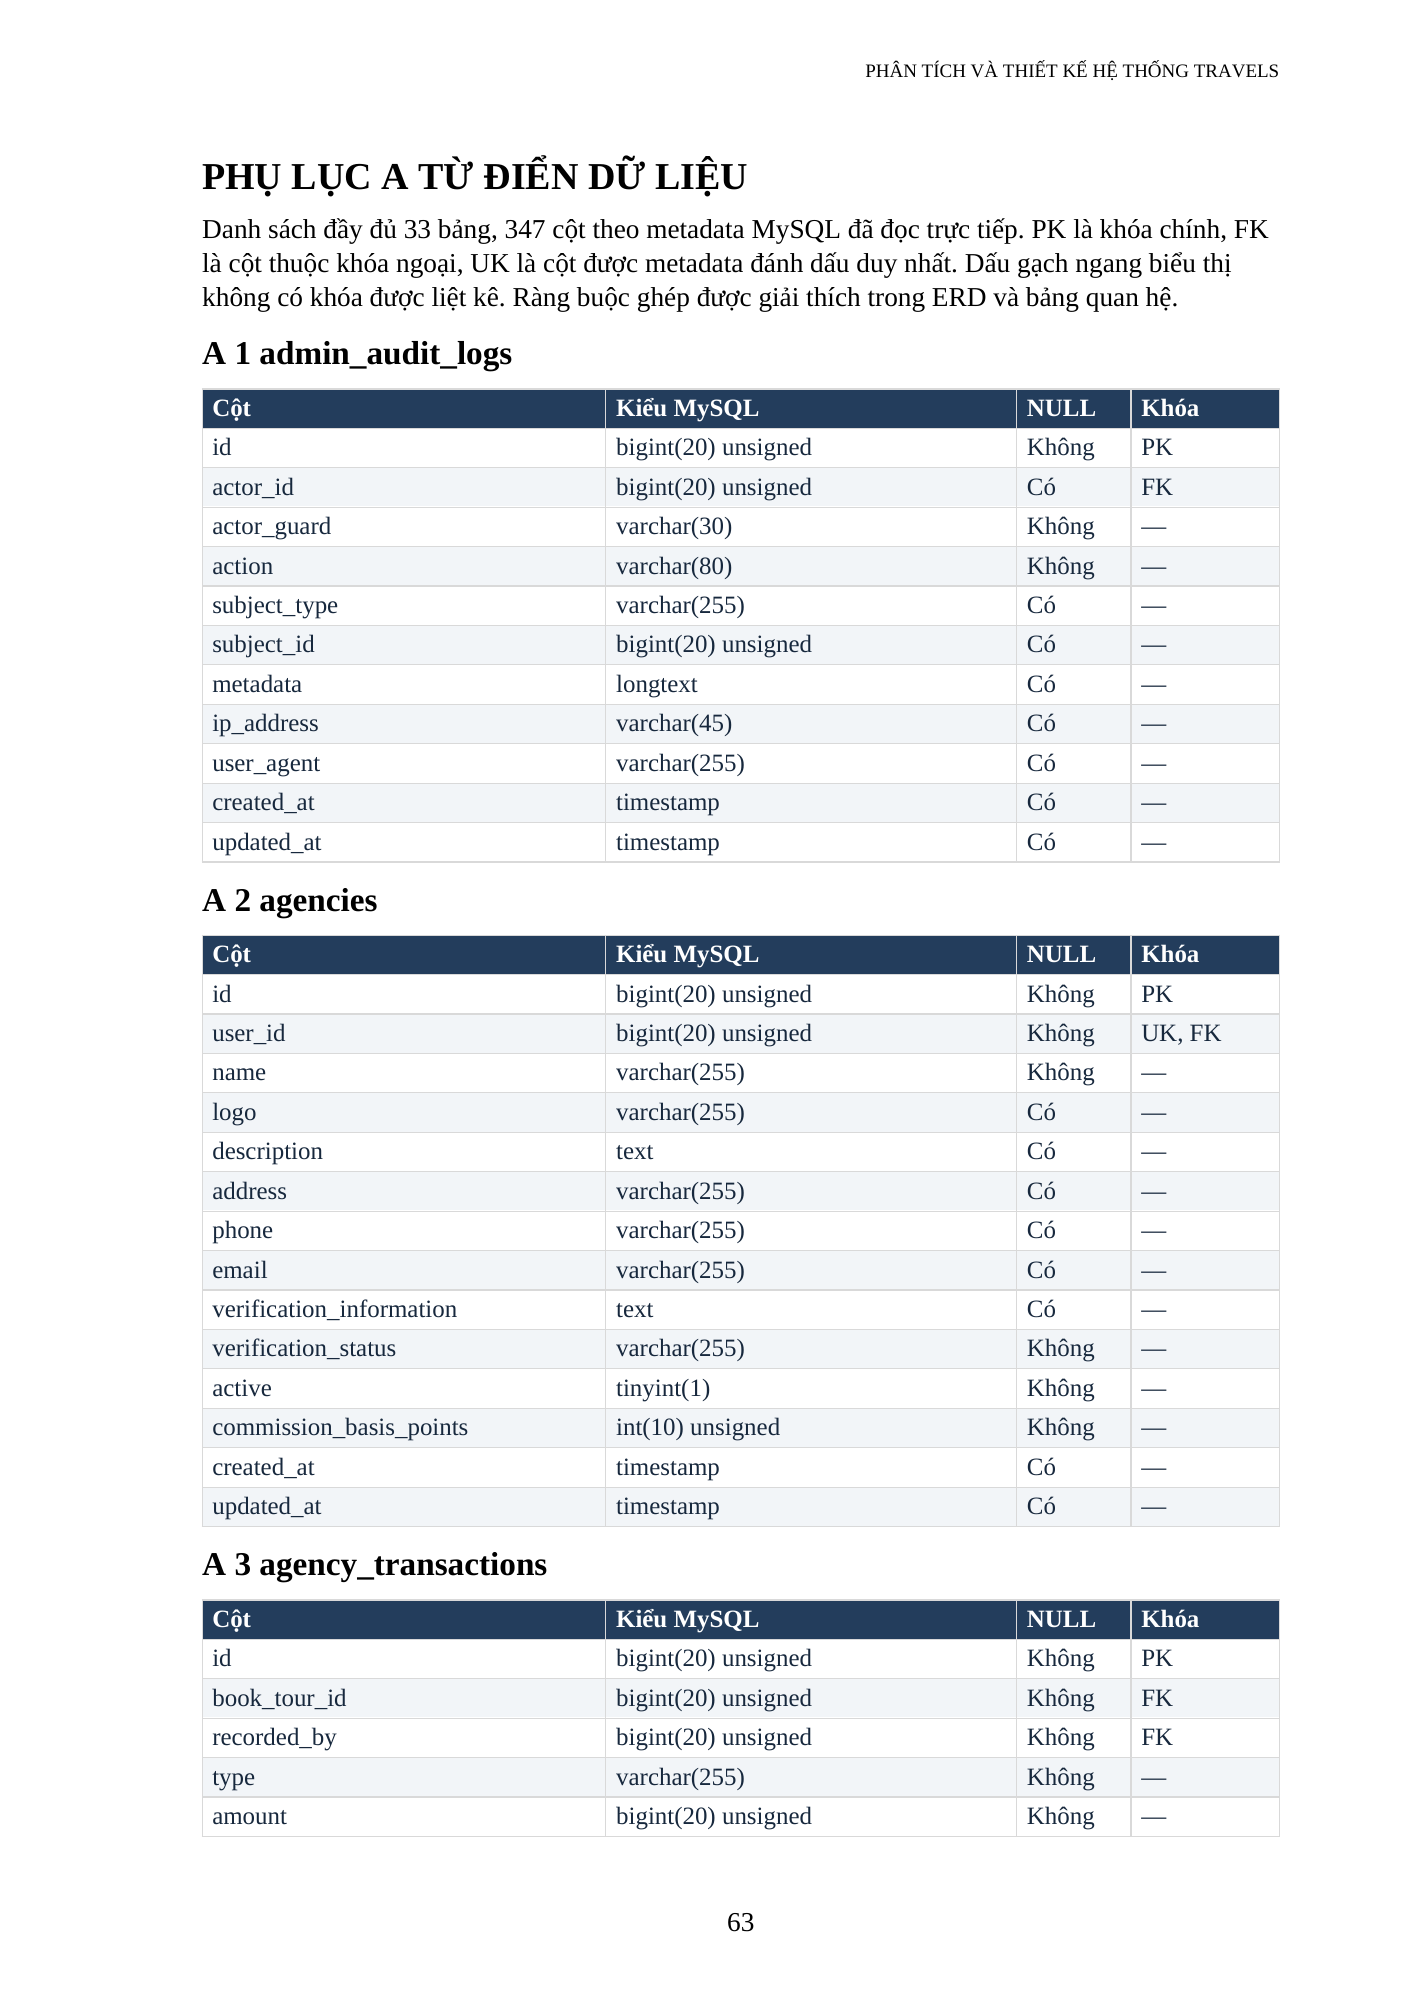 PHÂN TÍCH VÀ THIẾT KẾ HỆ THỐNG TRAVELS
PHỤ LỤC A TỪ ĐIỂN DỮ LIỆU
Danh sách đầy đủ 33 bảng, 347 cột theo metadata MySQL đã đọc trực tiếp. PK là khóa chính, FK
là cột thuộc khóa ngoại, UK là cột được metadata đánh dấu duy nhất. Dấu gạch ngang biểu thị
không có khóa được liệt kê. Ràng buộc ghép được giải thích trong ERD và bảng quan hệ.
A 1 admin_audit_logs
Cột Kiểu MySQL NULL Khóa
id bigint(20) unsigned Không PK
actor_id bigint(20) unsigned Có FK
actor_guard varchar(30) Không —
action varchar(80) Không —
subject_type varchar(255) Có —
subject_id bigint(20) unsigned Có —
metadata longtext Có —
ip_address varchar(45) Có —
user_agent varchar(255) Có —
created_at timestamp Có —
updated_at timestamp Có —
A 2 agencies
Cột Kiểu MySQL NULL Khóa
id bigint(20) unsigned Không PK
user_id bigint(20) unsigned Không UK, FK
name varchar(255) Không —
logo varchar(255) Có —
description text Có —
address varchar(255) Có —
phone varchar(255) Có —
email varchar(255) Có —
verification_information text Có —
verification_status varchar(255) Không —
active tinyint(1) Không —
commission_basis_points int(10) unsigned Không —
created_at timestamp Có —
updated_at timestamp Có —
A 3 agency_transactions
Cột Kiểu MySQL NULL Khóa
id bigint(20) unsigned Không PK
book_tour_id bigint(20) unsigned Không FK
recorded_by bigint(20) unsigned Không FK
type varchar(255) Không —
amount bigint(20) unsigned Không —
63